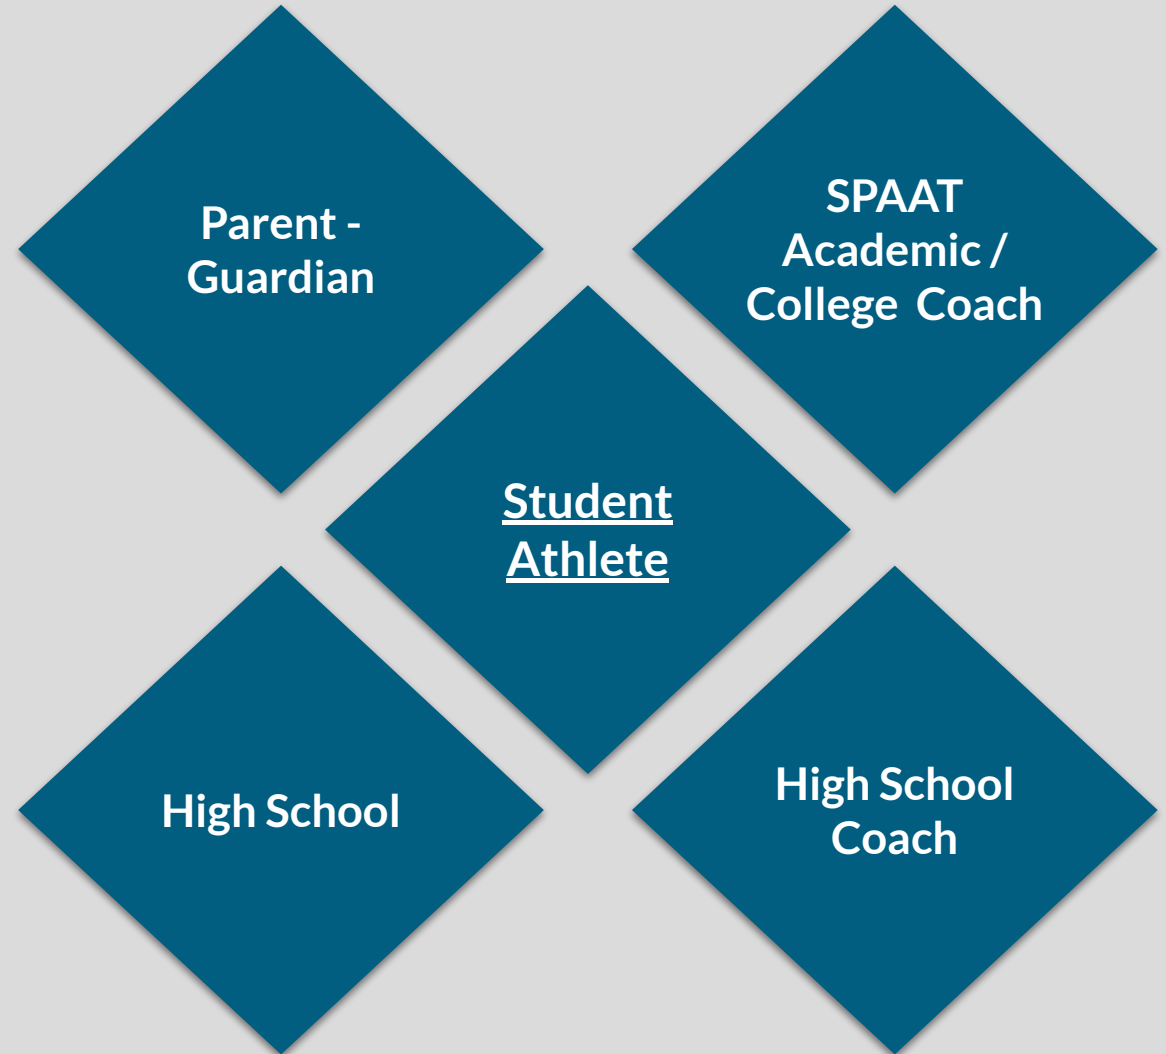 Parent -
Guardian
SPAAT
Academic /
College  Coach
Student
Athlete
High School
High School
Coach